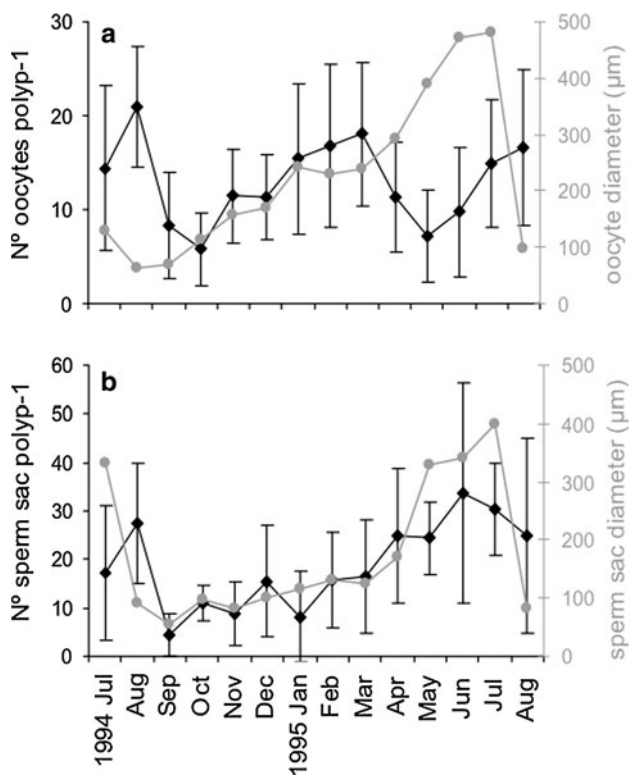 a
Nº oocytes polyp-1
30
20
10
0
500
400
300
200
100
0
oocyte diameter (µm)
b
Nº sperm sac polyp-1
60
50
40
30
20
10
0
500
400
300
200
100
0
sperm sac diameter (µm)
1994 Jul
Aug
Sep
Oct
Nov
Dec
1995 Jan
Feb
Mar
Apr
May
Jun
Jul
Aug